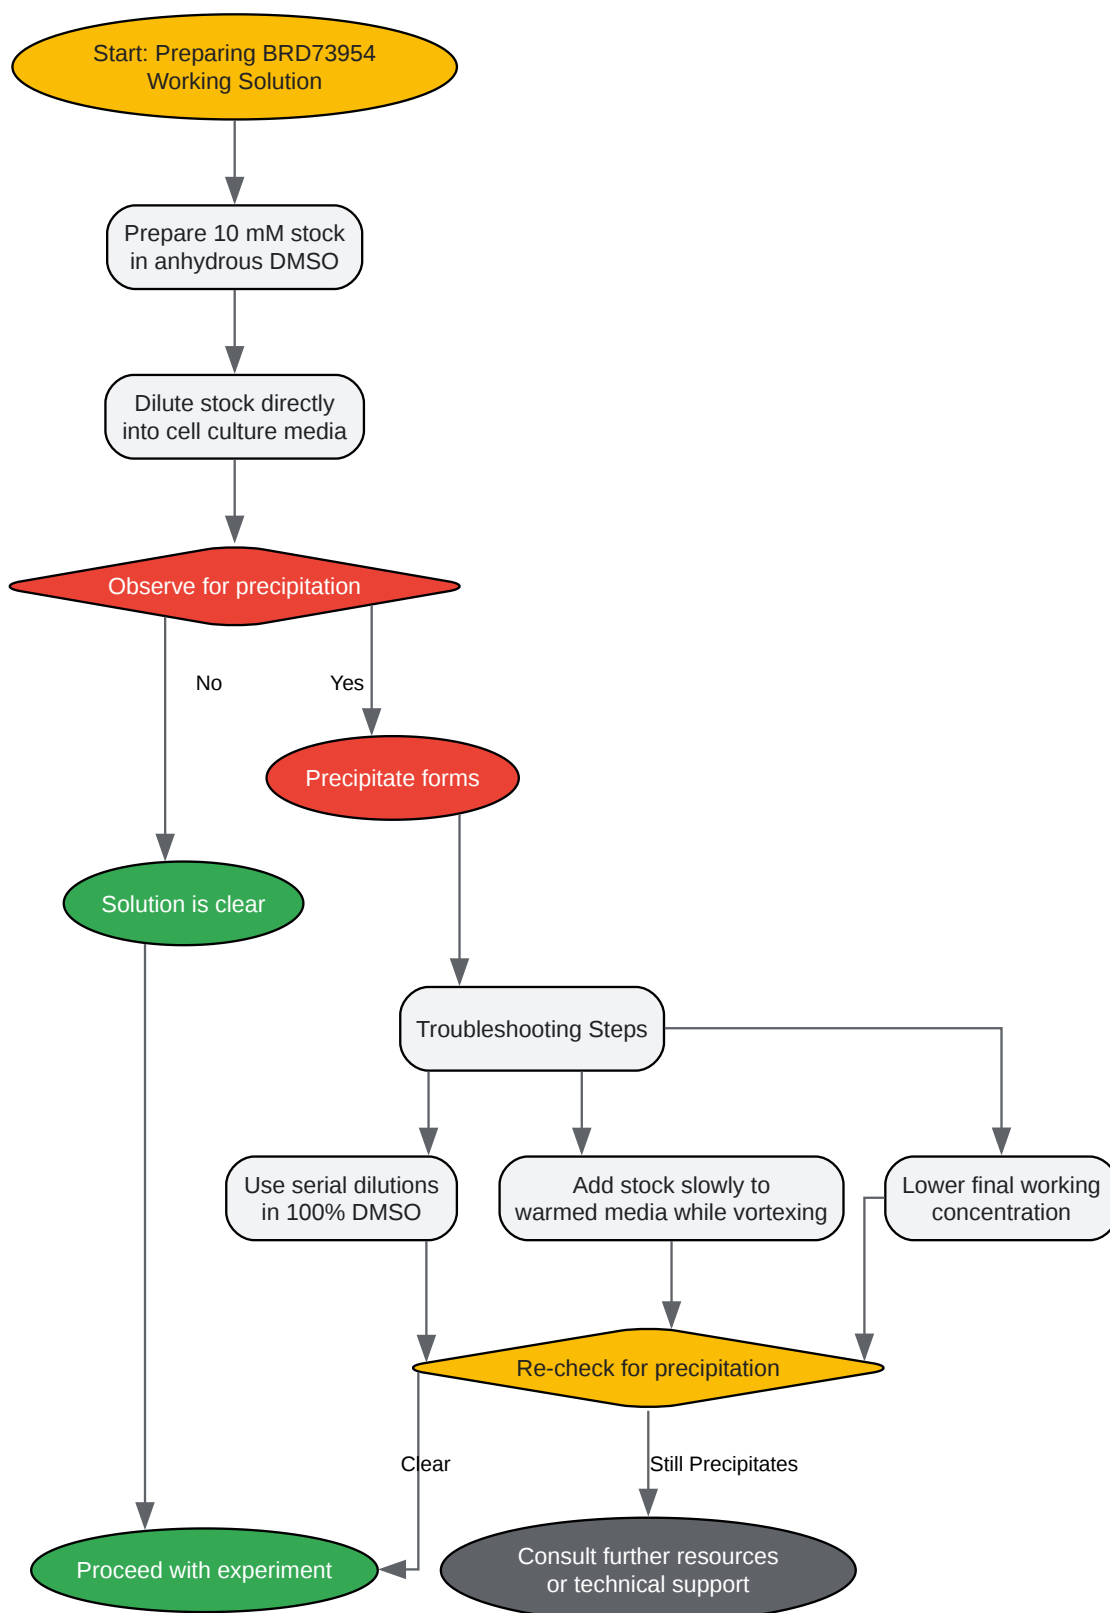 Start: Preparing BRD73954
Working Solution
Prepare 10 mM stock
in anhydrous DMSO
Dilute stock directly
into cell culture media
Observe for precipitation
No
Yes
Precipitate forms
Solution is clear
Troubleshooting Steps
Use serial dilutions
in 100% DMSO
Add stock slowly to
warmed media while vortexing
Lower final working
concentration
Re-check for precipitation
Clear
Still Precipitates
Proceed with experiment
Consult further resources
or technical support